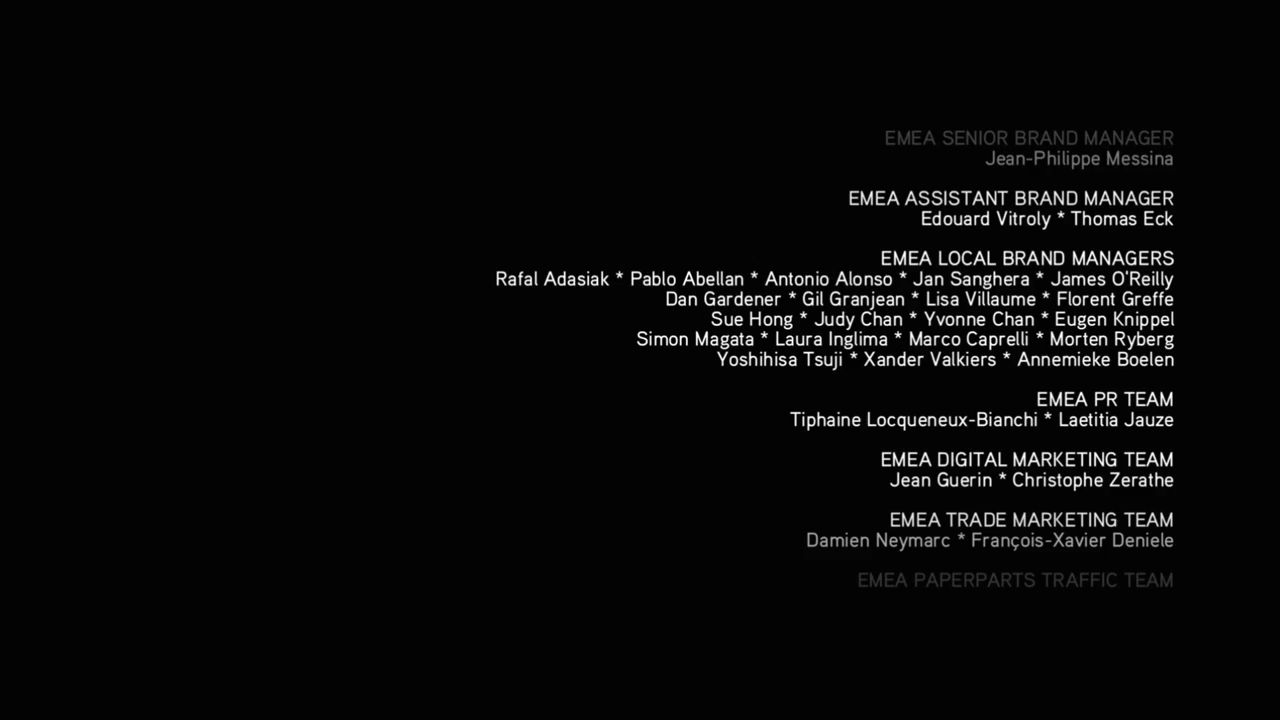 EMEA SENIOR BRAND MANAGER
Jean-Philippe Messina
EMEA ASSISTANT BRAND MANAGER
Edouard Vitroly * Thomas Eck
EMEA LOCAL BRAND MANAGERS
Rafal Adasiak * Pablo Abellan * Antonio Alonso * Jan Sanghera * James O'Reilly
Dan Gardener * Gil Granjean * Lisa Villaume * Florent Greffe
Sue Hong * Judy Chan * Yvonne Chan * Eugen Knippel
Simon Magata * Laura Inglima * Marco Caprelli * Morten Ryberg
Yoshihisa Tsuji * Xander Valkiers * Annemieke Boelen
EMEA PR TEAM
Tiphaine Locqueneux-Bianchi * Laetitia Jauze
EMEA DIGITAL MARKETING TEAM
Jean Guerin * Christophe Zerathe
EMEA TRADE MARKETING TEAM
Damien Neymarc * François-Xavier Deniele
EMEA PAPERPARTS TRAFFIC TEAM